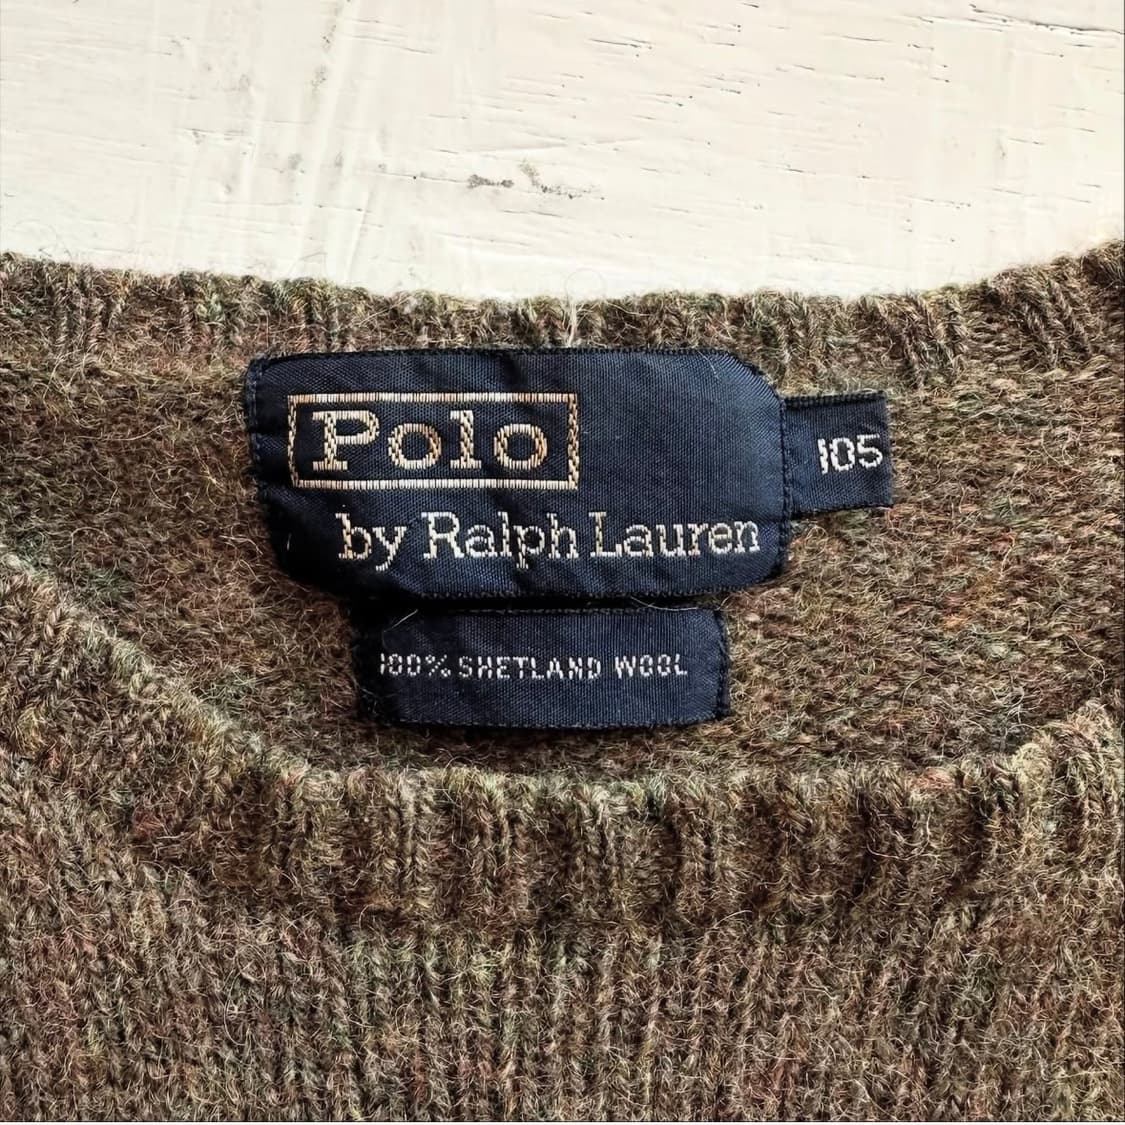 Polo
by Ralph Lauren
105
100% SHETLAND WOOL